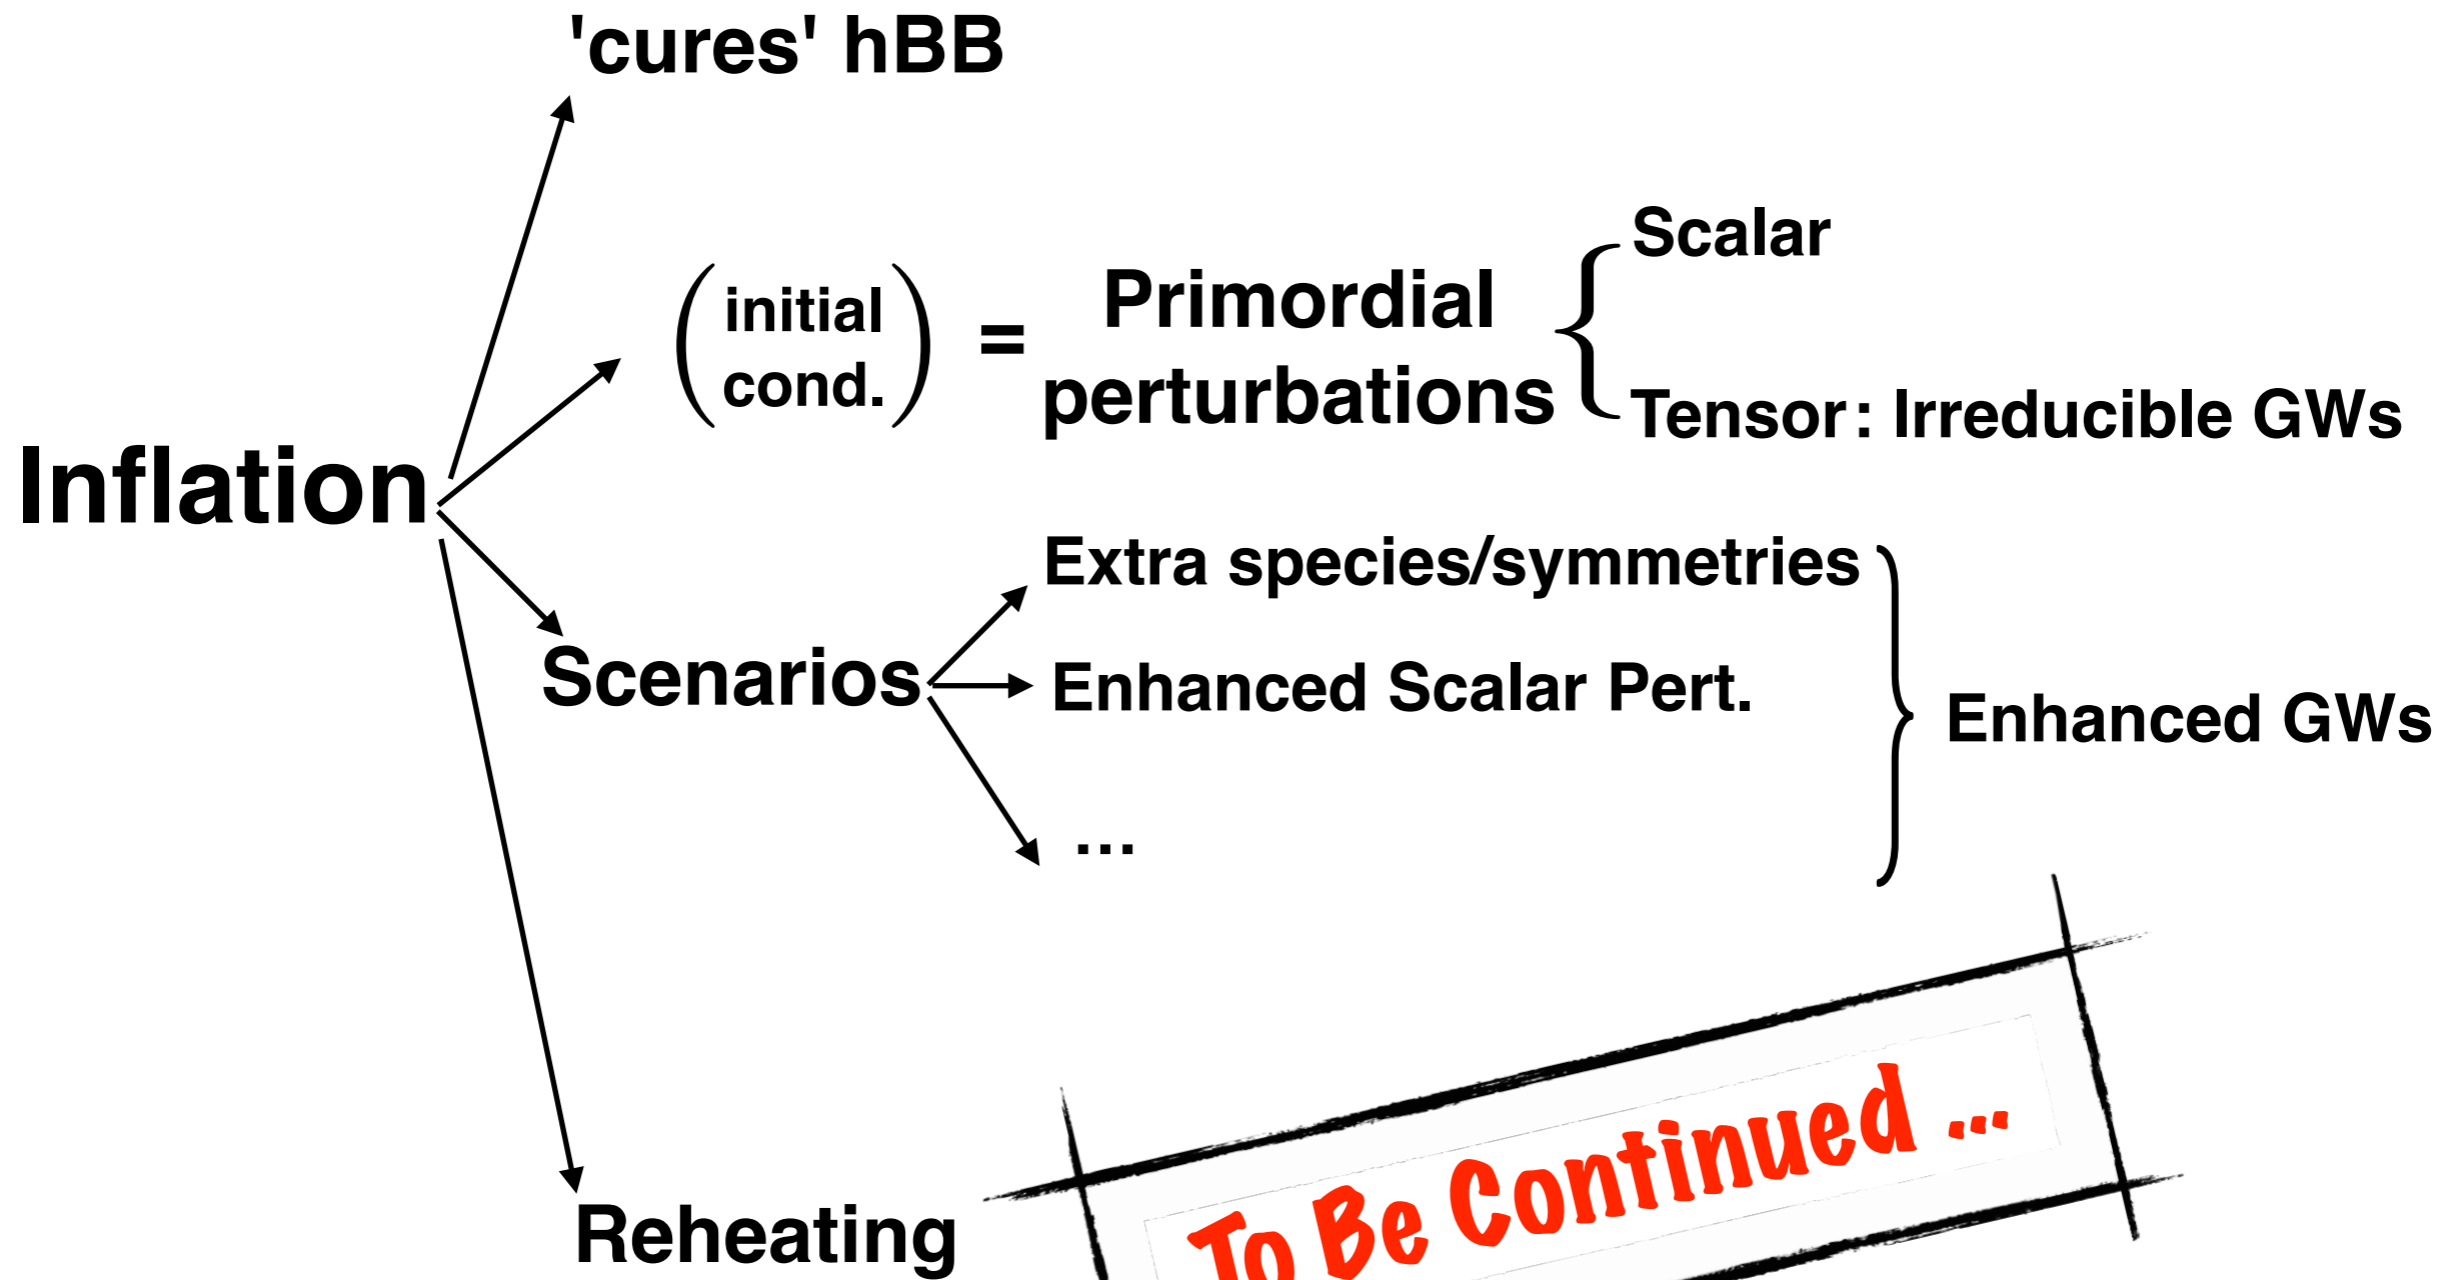 'cures' hBB
Inflation
(initial
cond.)
=
Primordial
perturbations
Scalar
Tensor: Irreducible GWs
Scenarios
Extra species/symmetries
Enhanced Scalar Pert.
...
Enhanced GWs
Reheating
To Be Continued ...